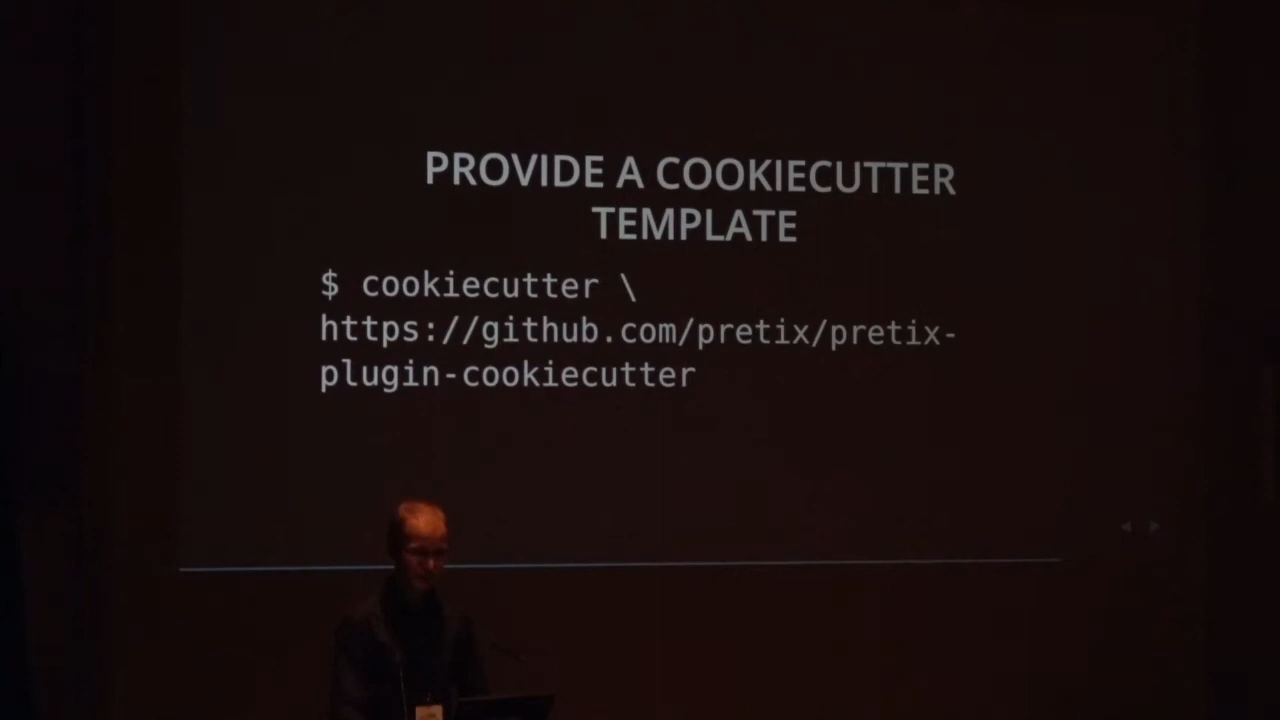 PROVIDE A COOKIECUTTER
TEMPLATE
$ cookiecutter \
https://github.com/pretix/pretix-
plugin-cookiecutter